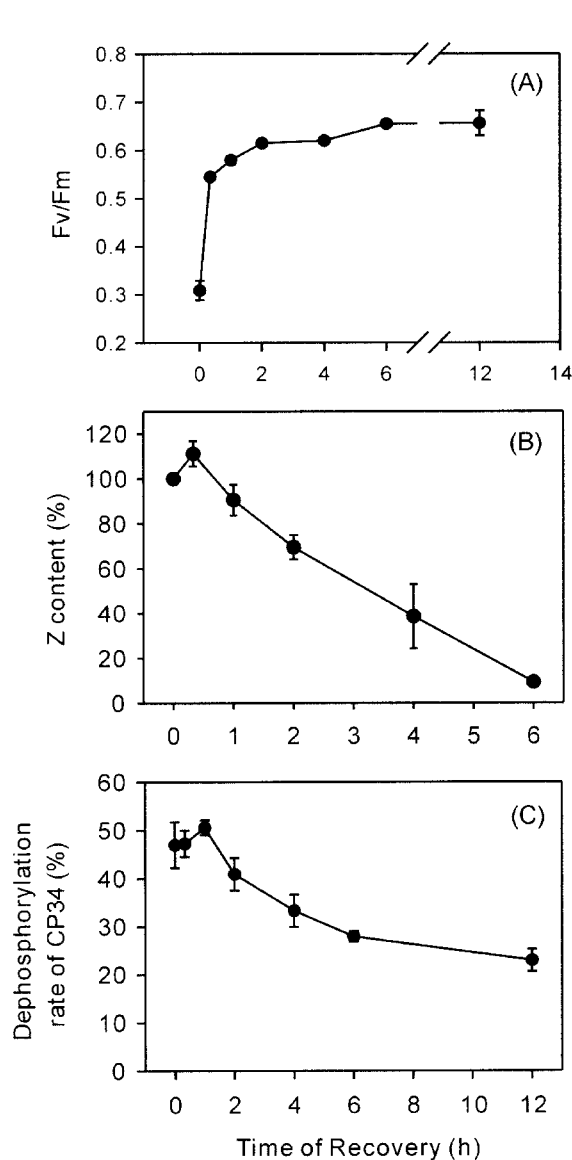 0.8
(A)
0.7
0.6
0.5
0.4
0.3
0.2
Fv/Fm
0 2 4 6 12 14
(B)
120
100
80
60
40
20
0
Z content (%)
0 1 2 3 4 5 6
60
(C)
50
40
30
20
10
0
Dephosphorylation
rate of CP34 (%)
0 2 4 6 8 10 12
Time of Recovery (h)